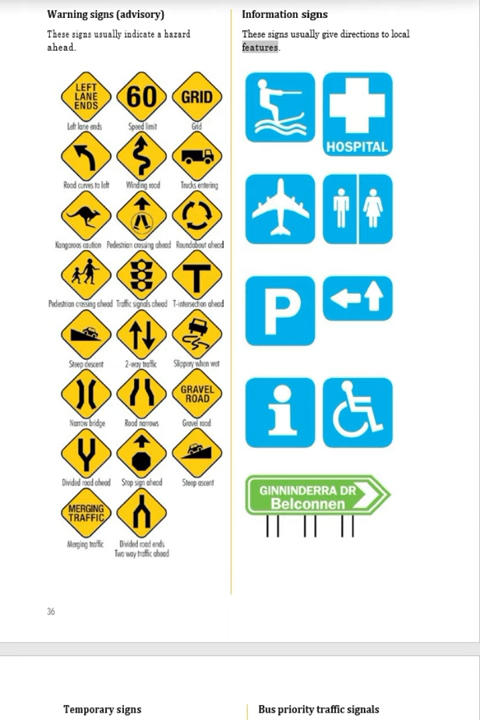 Warning signs (advisory)
These signs usually indicate a hazard
ahead.
LEFT
LANE
ENDS
60
GRID
Left lane ends
Speed limit
Grid
Road curves to left
Winding road
Trucks entering
Kangaroos caution
Pedestrian crossing ahead
Roundabout ahead
Pedestrian crossing ahead
Traffic signals ahead
T-intersection ahead
Steep descent
2-way traffic
Slippery when wet
GRAVEL
ROAD
Narrow bridge
Road narrows
Gravel road
Divided road ahead
Stop sign ahead
Steep ascent
MERGING
TRAFFIC
Merging traffic
Divided road ends
Two way traffic ahead
36
Information signs
These signs usually give directions to local
features.
HOSPITAL
P
i
GINNINDERRA DR
Belconnen
Temporary signs
Bus priority traffic signals